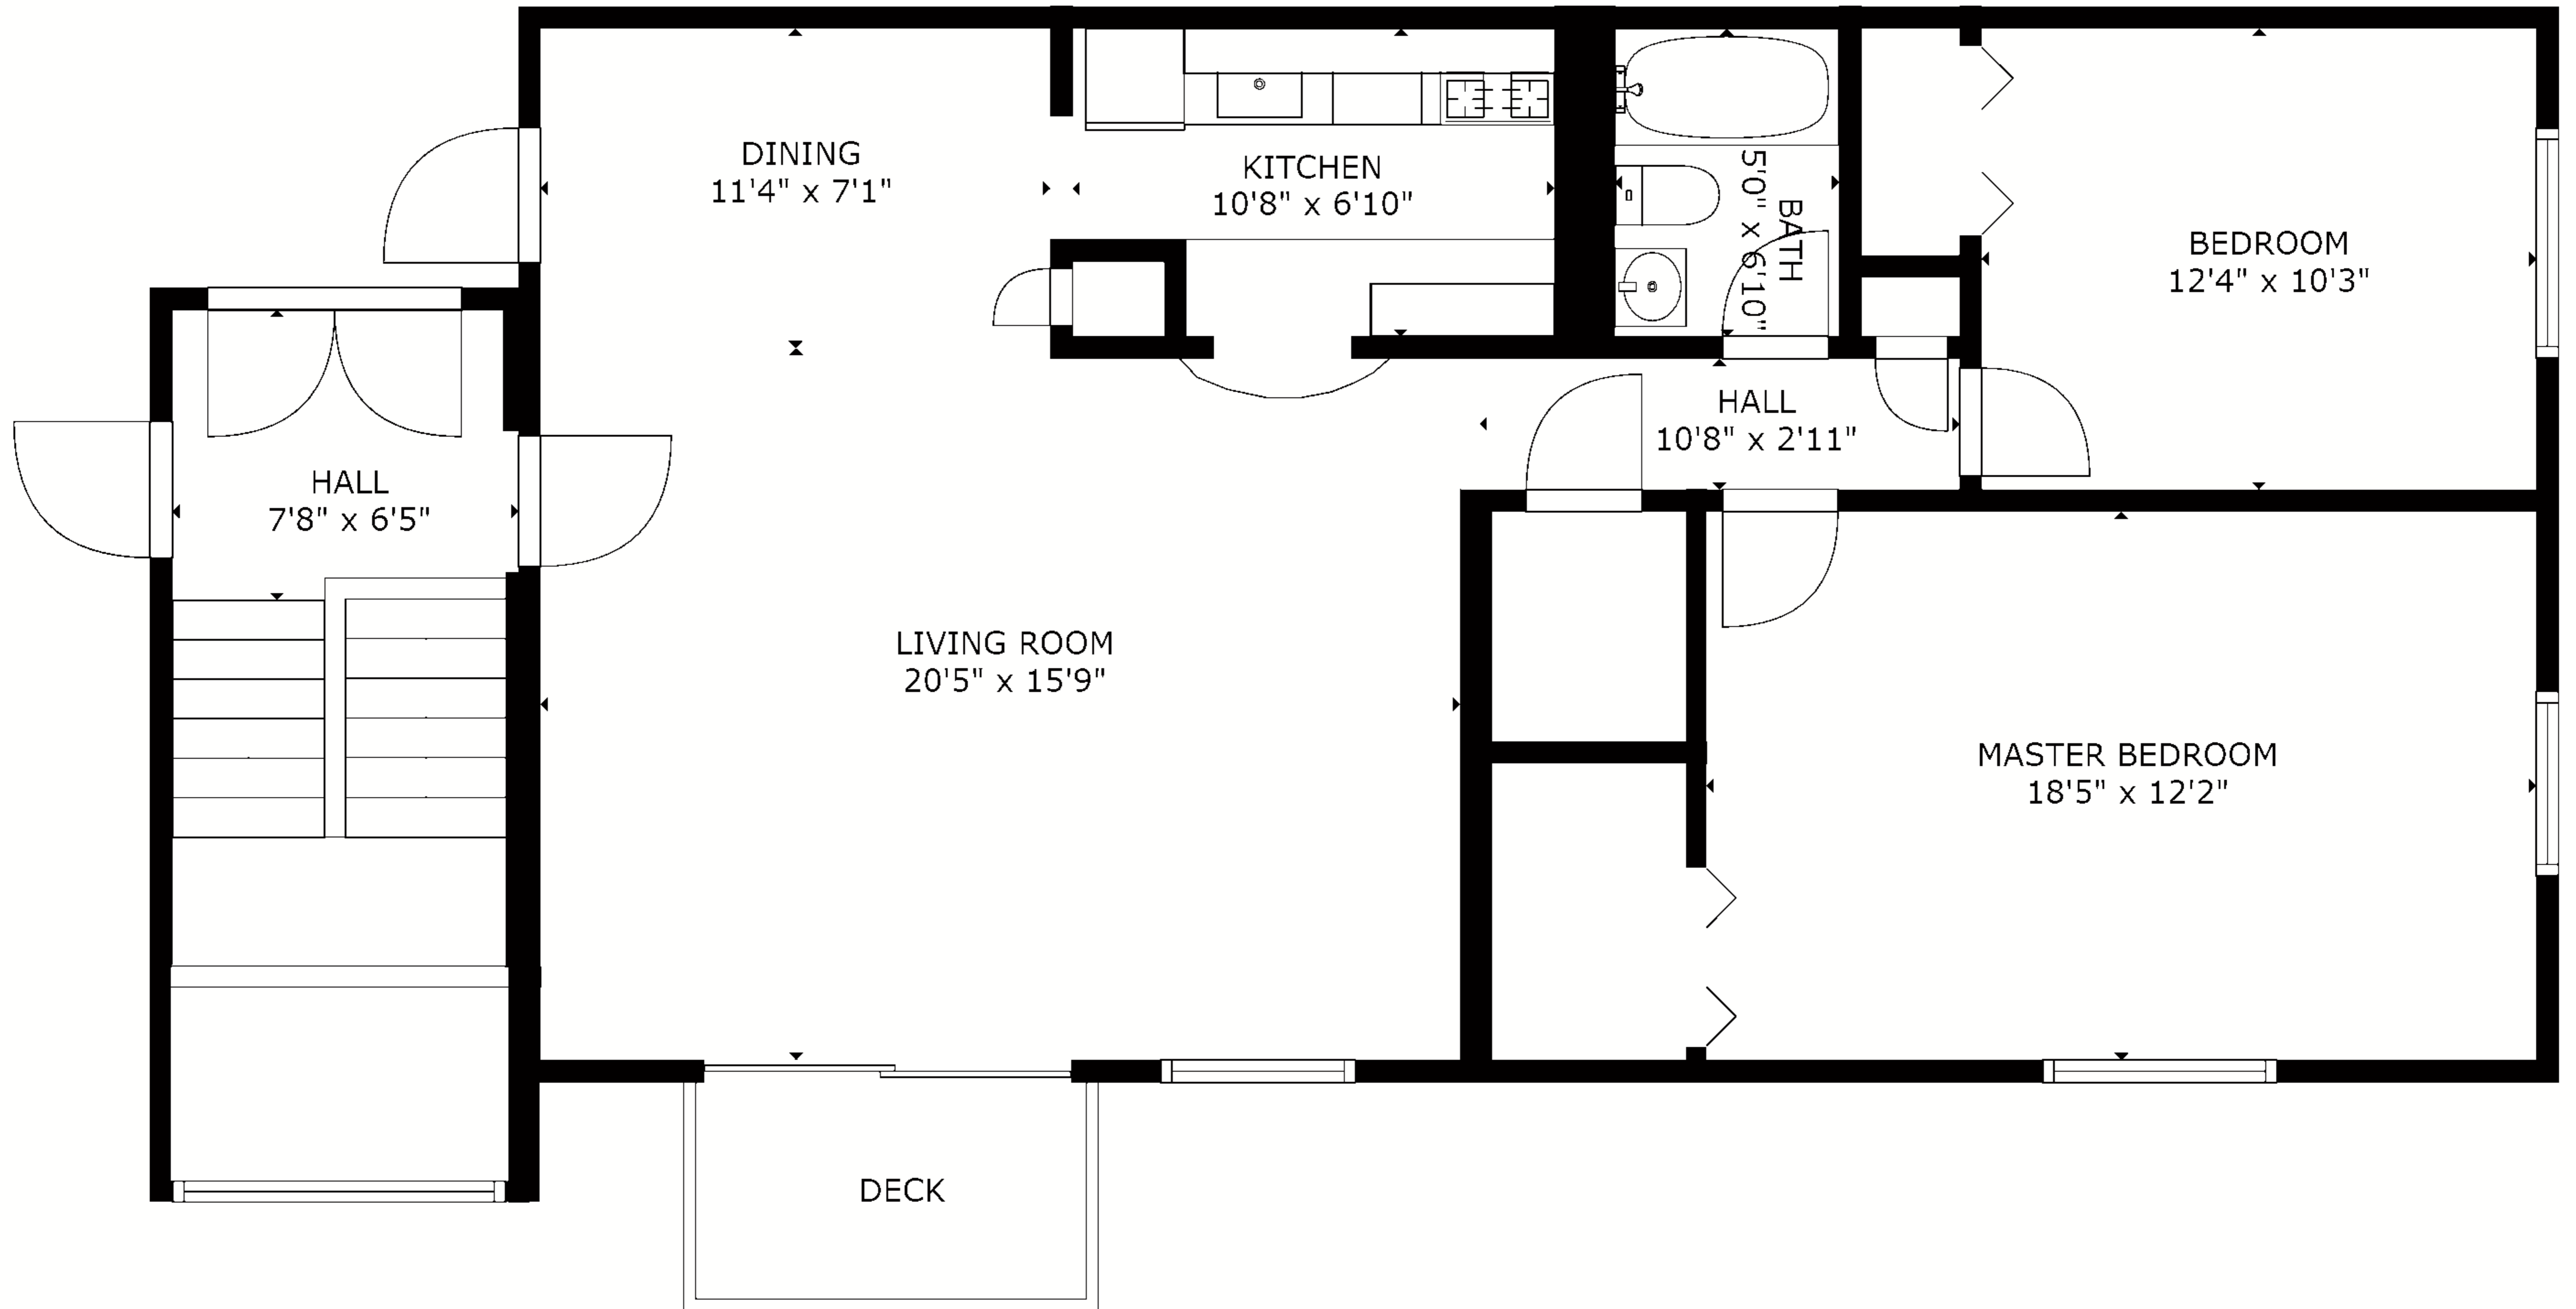 DINING
11'4" x 7'1"
KITCHEN
10'8" x 6'10"
BATH
5'0" x 6'10"
BEDROOM
12'4" x 10'3"
HALL
10'8" x 2'11"
HALL
7'8" x 6'5"
LIVING ROOM
20'5" x 15'9"
MASTER BEDROOM
18'5" x 12'2"
DECK